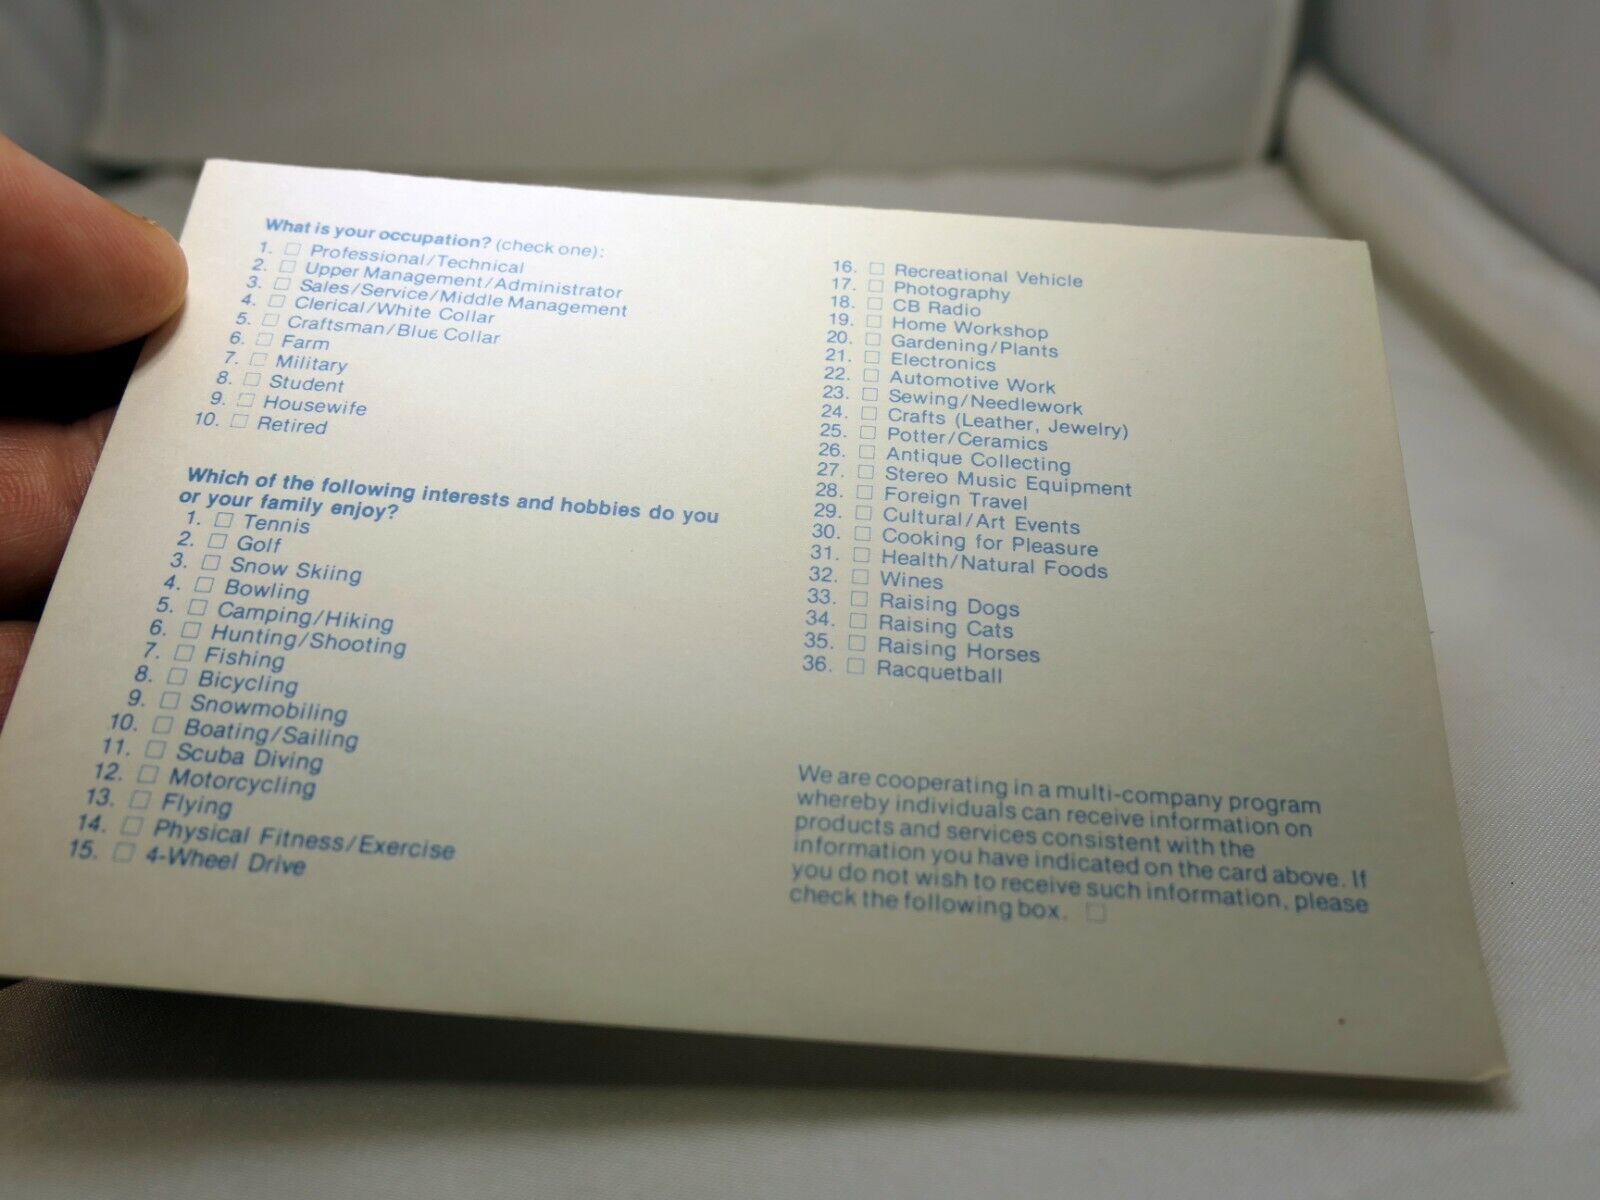 What is your occupation? (check one):
1. □ Professional/Technical
2. □ Upper Management/Administrator
3. □ Sales/Service/Middle Management
4. □ Clerical/White Collar
5. □ Craftsman/Blue Collar
6. □ Farm
7. □ Military
8. □ Student
9. □ Housewife
10. □ Retired
Which of the following interests and hobbies do you
or your family enjoy?
1. □ Tennis
2. □ Golf
3. □ Snow Skiing
4. □ Bowling
5. □ Camping/Hiking
6. □ Hunting/Shooting
7. □ Fishing
8. □ Bicycling
9. □ Snowmobiling
10. □ Boating/Sailing
11. □ Scuba Diving
12. □ Motorcycling
13. □ Flying
14. □ Physical Fitness/Exercise
15. □ 4-Wheel Drive
16. □ Recreational Vehicle
17. □ Photography
18. □ CB Radio
19. □ Home Workshop
20. □ Gardening/Plants
21. □ Electronics
22. □ Automotive Work
23. □ Sewing/Needlework
24. □ Crafts (Leather, Jewelry)
25. □ Potter/Ceramics
26. □ Antique Collecting
27. □ Stereo Music Equipment
28. □ Foreign Travel
29. □ Cultural/Art Events
30. □ Cooking for Pleasure
31. □ Health/Natural Foods
32. □ Wines
33. □ Raising Dogs
34. □ Raising Cats
35. □ Raising Horses
36. □ Racquetball
We are cooperating in a multi-company program
whereby individuals can receive information on
products and services consistent with the
information you have indicated on the card above. If
you do not wish to receive such information, please
check the following box. □